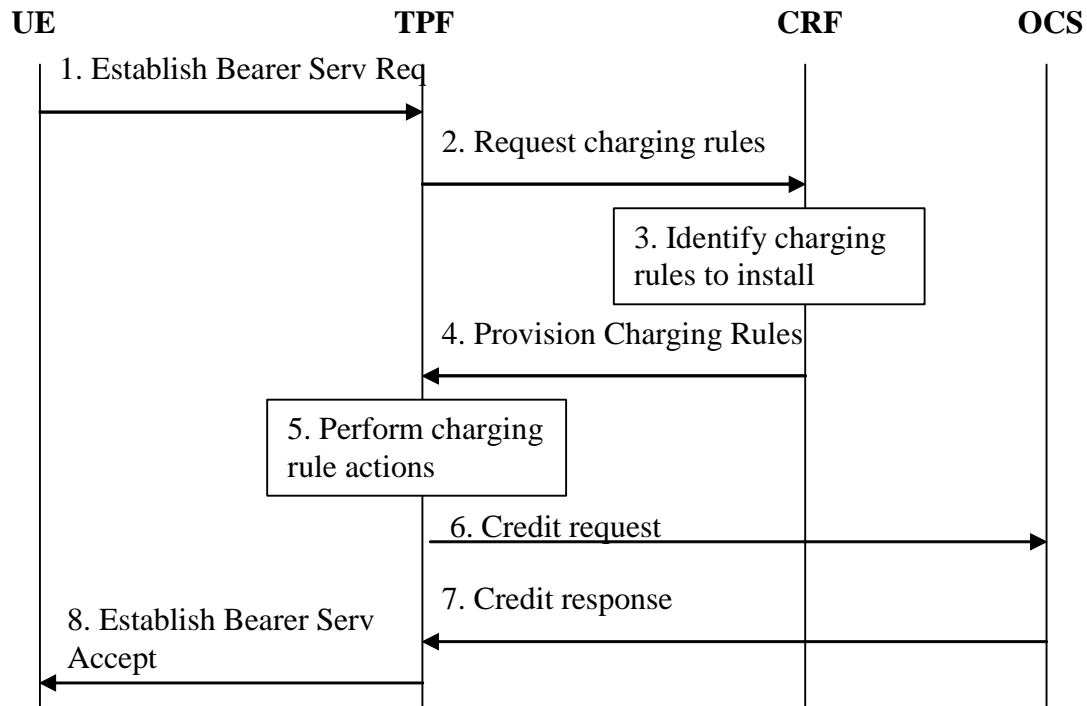 UE TPF CRF OCS
1. Establish Bearer Serv Req
2. Request charging rules
3. Identify charging
rules to install
4. Provision Charging Rules
5. Perform charging
rule actions
6. Credit request
7. Credit response
8. Establish Bearer Serv
Accept